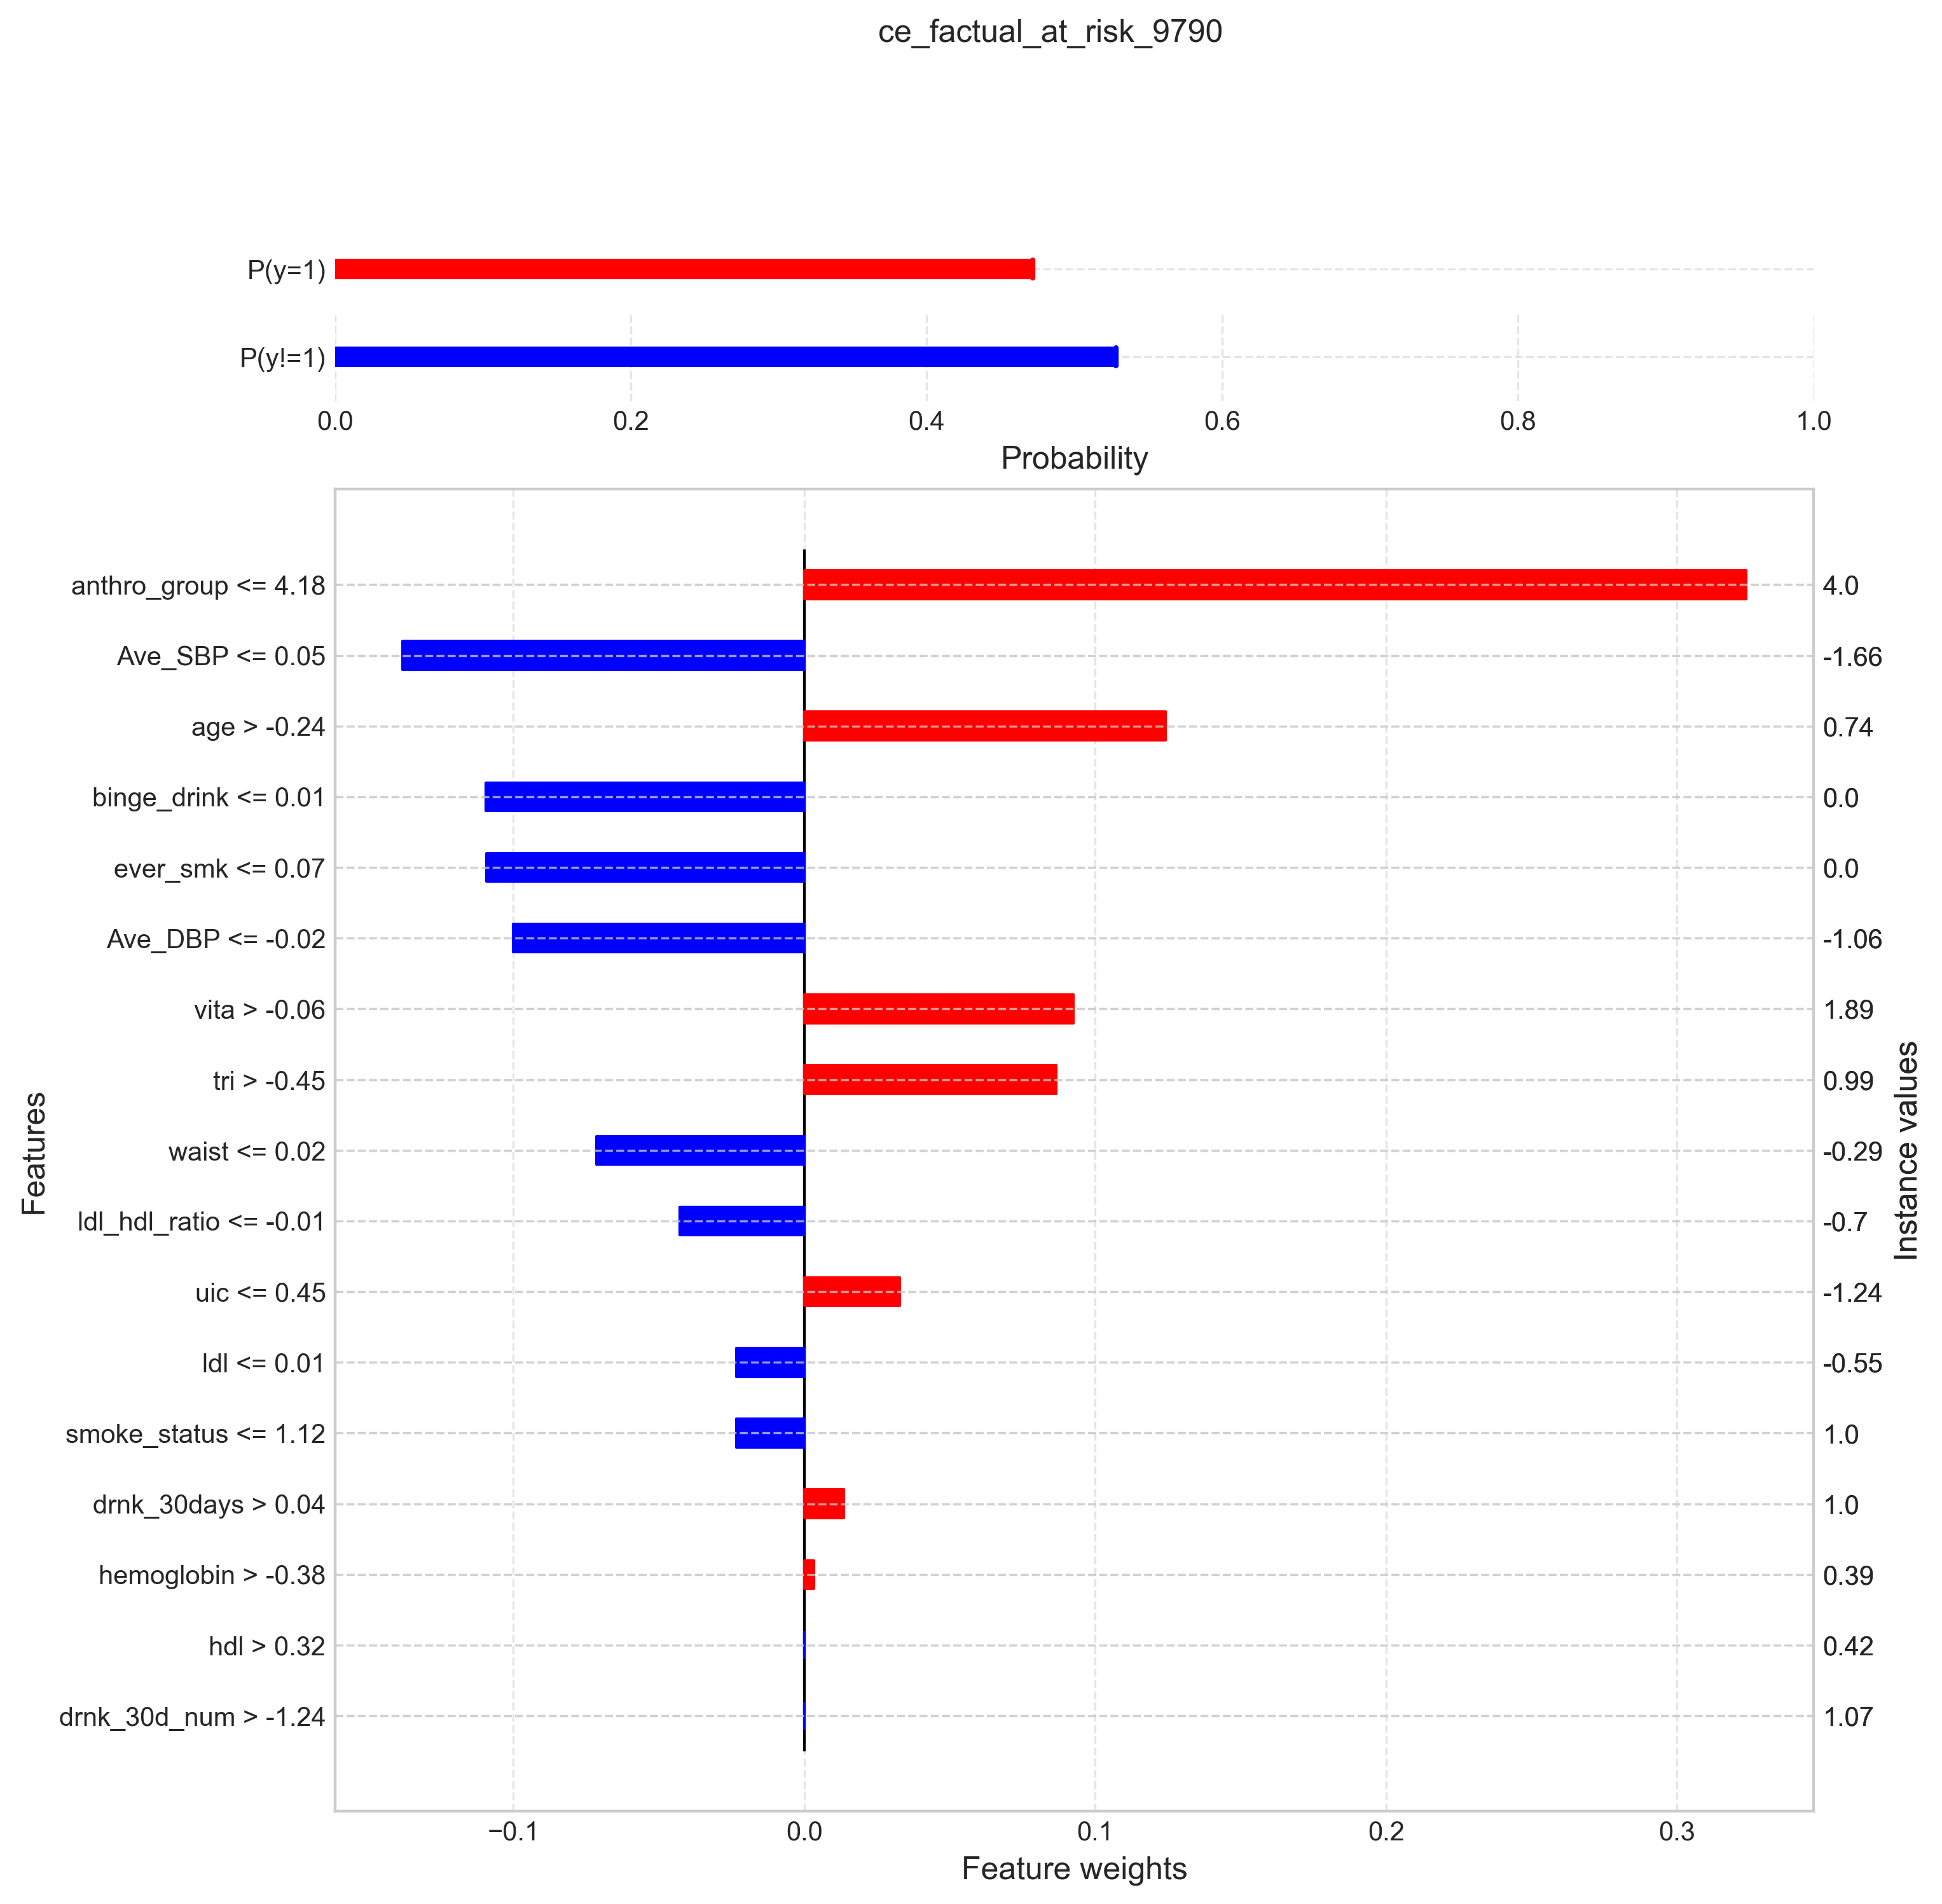 ce_factual_at_risk_9790
P(y=1)
P(y!=1)
0.0 0.2 0.4 0.6 0.8 1.0
Probability
anthro_group <= 4.18 4.0
Ave_SBP <= 0.05 -1.66
age > -0.24 0.74
binge_drink <= 0.01 0.0
ever_smk <= 0.07 0.0
Ave_DBP <= -0.02 -1.06
vita > -0.06 1.89
tri > -0.45 0.99
waist <= 0.02 -0.29
ldl_hdl_ratio <= -0.01 -0.7
uic <= 0.45 -1.24
ldl <= 0.01 -0.55
smoke_status <= 1.12 1.0
drnk_30days > 0.04 1.0
hemoglobin > -0.38 0.39
hdl > 0.32 0.42
drnk_30d_num > -1.24 1.07
Features
Instance values
−0.1 0.0 0.1 0.2 0.3
Feature weights